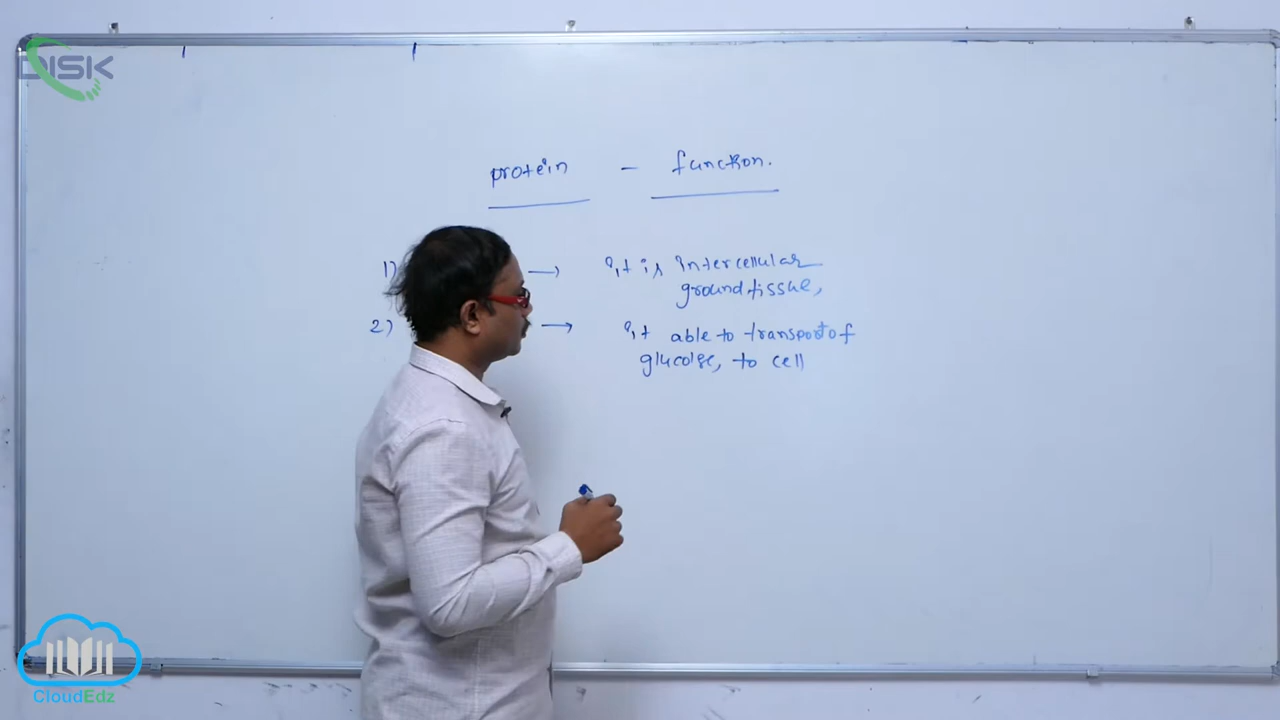 DISK
protein - function.
1) → It is Intercellular
ground tissue,
2) → It able to transport of
glucose, to cell
CloudEdz